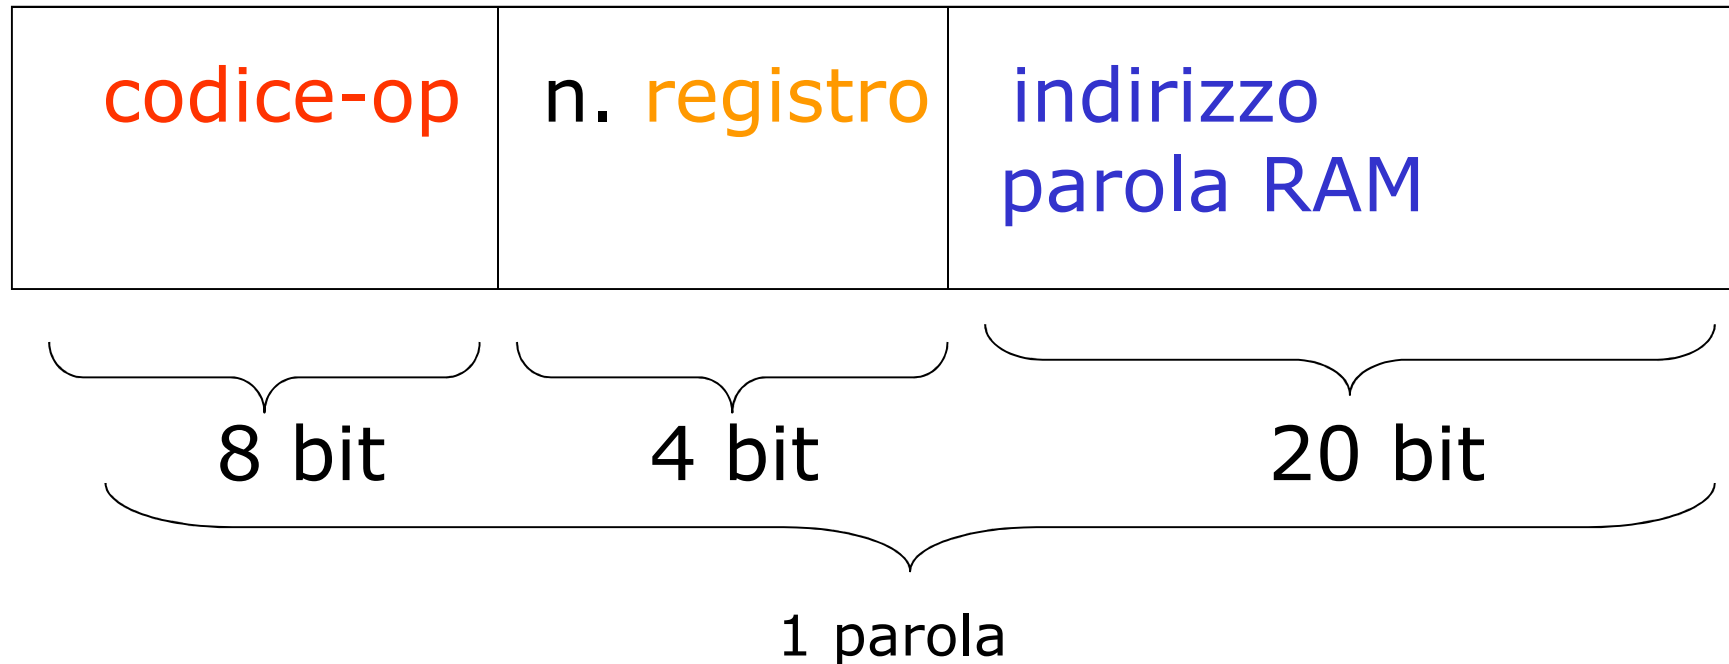 codice-op
n. registro
indirizzo
parola RAM
8 bit
4 bit
20 bit
1 parola